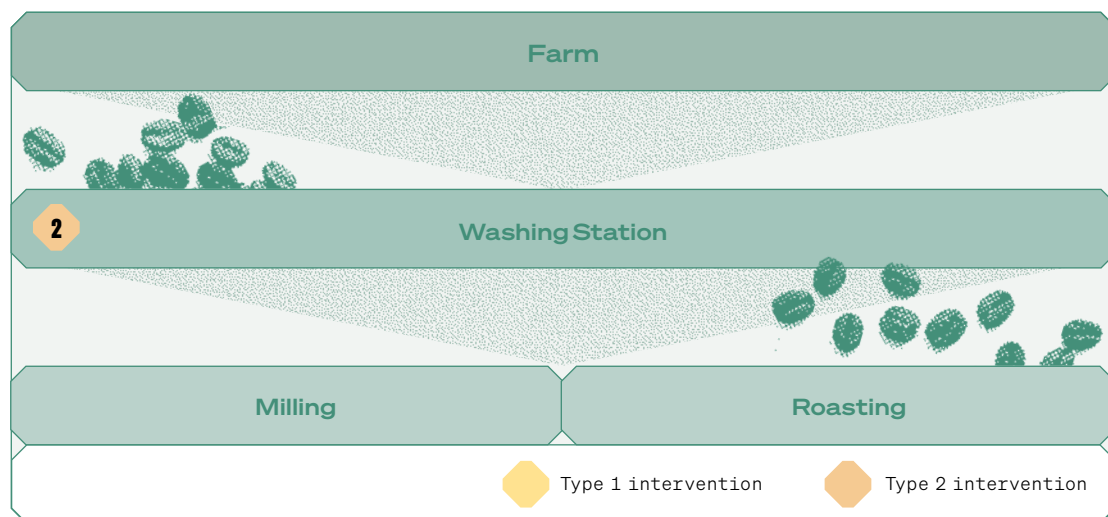 Farm
2
Washing Station
Milling
Roasting
Type 1 intervention
Type 2 intervention